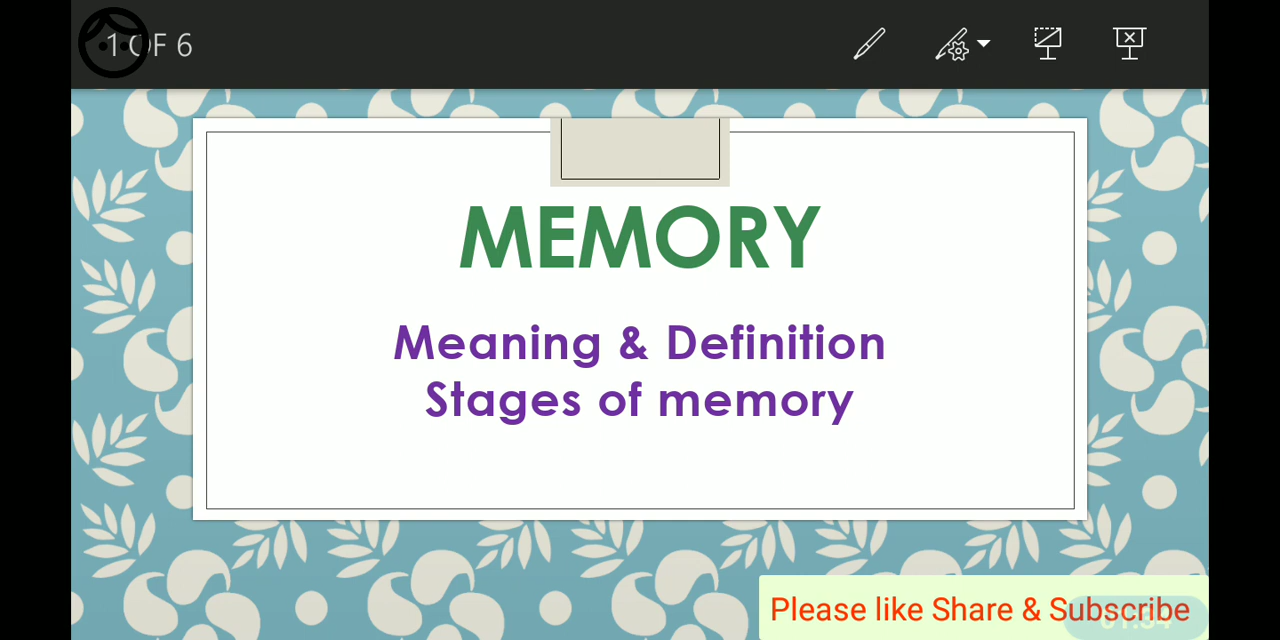 1 OF 6
MEMORY
Meaning & Definition
Stages of memory
Please like Share & Subscribe